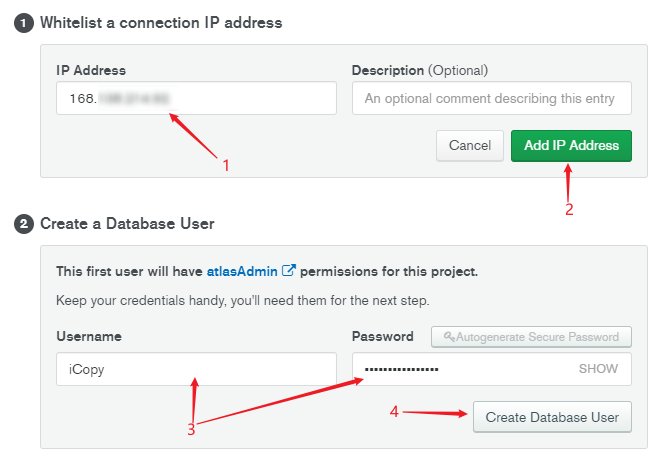 1 Whitelist a connection IP address
IP Address
Description (Optional)
168.
An optional comment describing this entry
1
Cancel
Add IP Address
2
2 Create a Database User
This first user will have atlasAdmin permissions for this project.
Keep your credentials handy, you'll need them for the next step.
Username
Password
Autogenerate Secure Password
iCopy
••••••••••••••••
SHOW
3
4
Create Database User